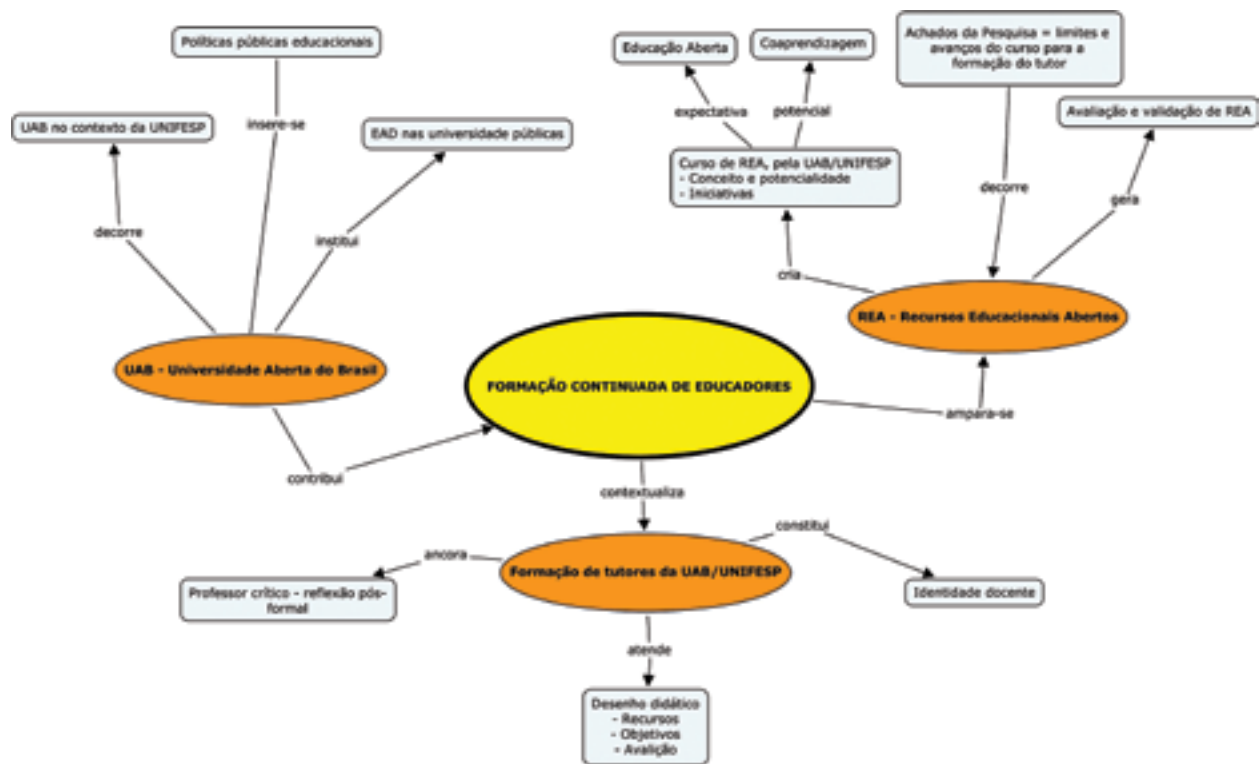 Políticas públicas educacionais
Educação Aberta
Coaprendizagem
Achados da Pesquisa = limites e
avanços do curso para a
formação do tutor
UAB no contexto da UNIFESP
insere-se
EAD nas universidade públicas
expectativa
potencial
Avaliação e validação de REA
Curso de REA, pela UAB/UNIFESP
- Conceito e potencialidade
- Iniciativas
decorre
gera
decorre
institui
cria
REA - Recursos Educacionais Abertos
UAB - Universidade Aberta do Brasil
FORMAÇÃO CONTINUADA DE EDUCADORES
ampara-se
contribui
contextualiza
constitui
ancora
Formação de tutores da UAB/UNIFESP
Professor crítico - reflexão pós-
formal
Identidade docente
atende
Desenho didático
- Recursos
- Objetivos
- Avalição